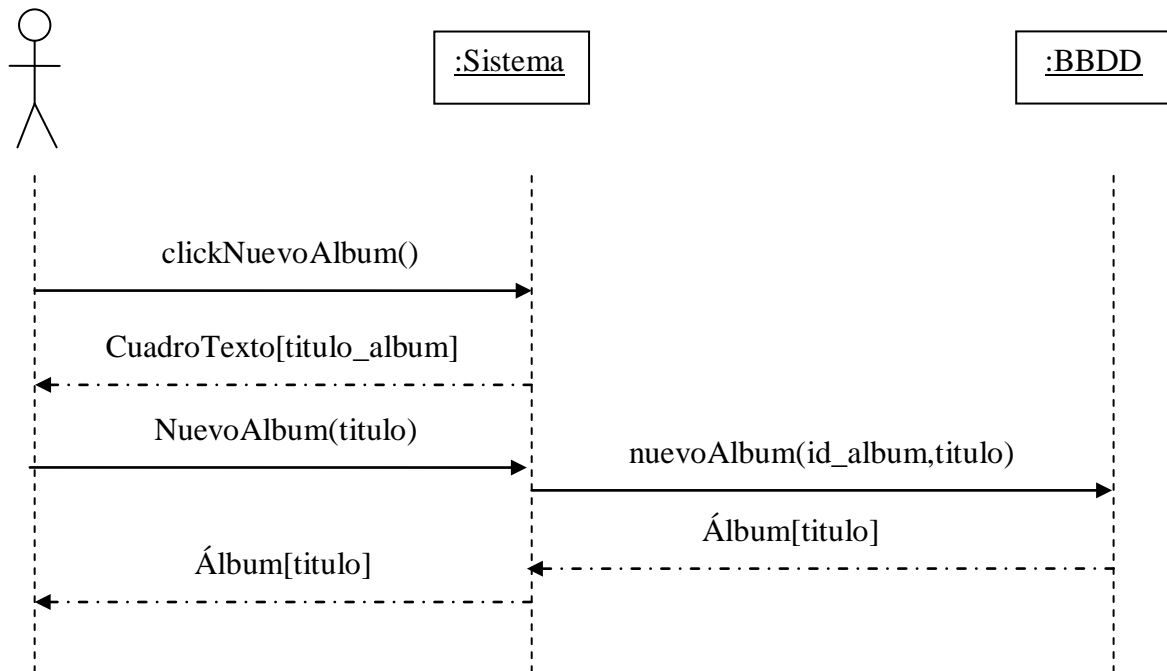 :Sistema
:BBDD
clickNuevoAlbum()
CuadroTexto[titulo_album]
NuevoAlbum(titulo)
nuevoAlbum(id_album,titulo)
Álbum[titulo]
Álbum[titulo]